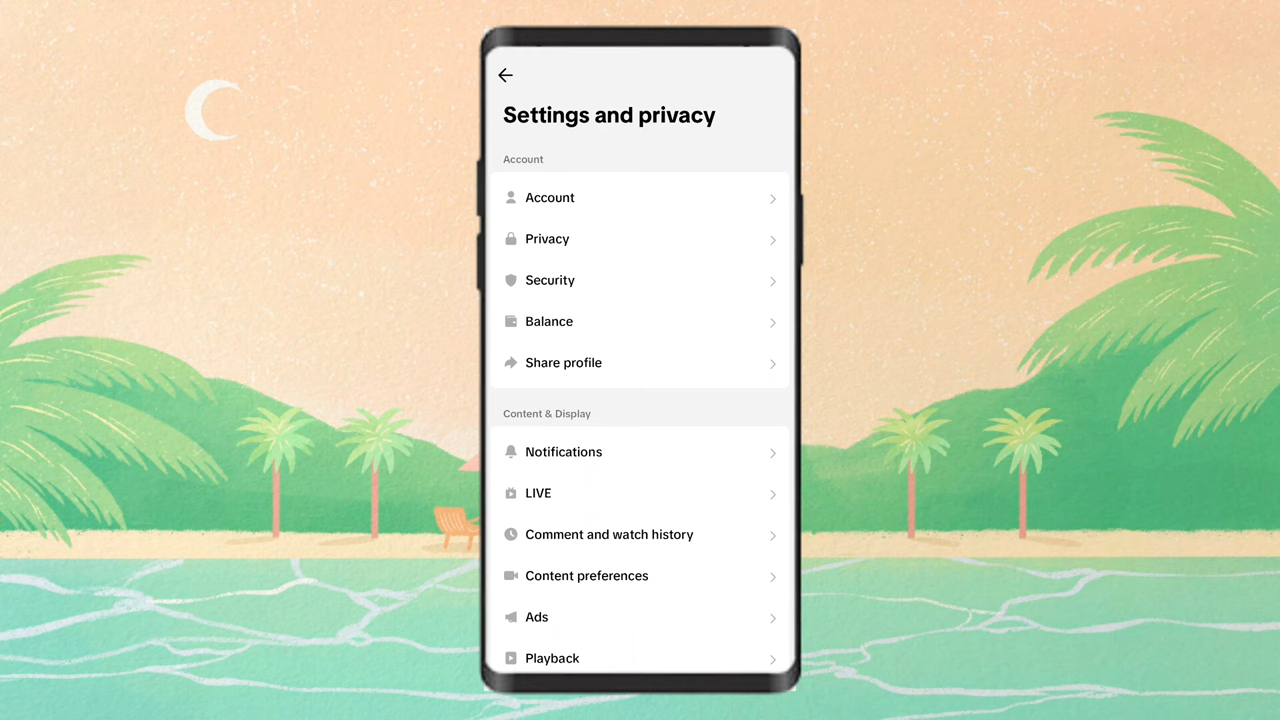 Settings and privacy
Account
Account
Privacy
Security
Balance
Share profile
Content & Display
Notifications
LIVE
Comment and watch history
Content preferences
Ads
Playback